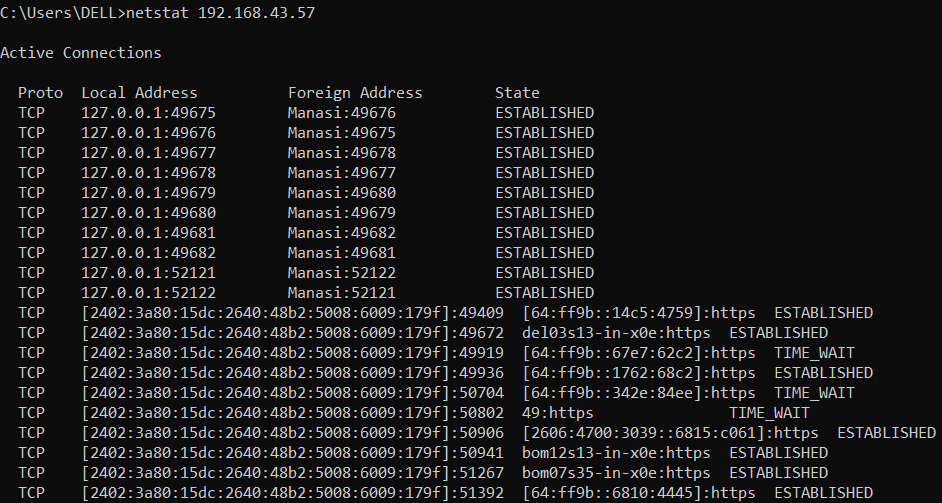 C:\Users\DELL>netstat 192.168.43.57
Active Connections
Proto  Local Address          Foreign Address        State
TCP    127.0.0.1:49675        Manasi:49676           ESTABLISHED
TCP    127.0.0.1:49676        Manasi:49675           ESTABLISHED
TCP    127.0.0.1:49677        Manasi:49678           ESTABLISHED
TCP    127.0.0.1:49678        Manasi:49677           ESTABLISHED
TCP    127.0.0.1:49679        Manasi:49680           ESTABLISHED
TCP    127.0.0.1:49680        Manasi:49679           ESTABLISHED
TCP    127.0.0.1:49681        Manasi:49682           ESTABLISHED
TCP    127.0.0.1:49682        Manasi:49681           ESTABLISHED
TCP    127.0.0.1:52121        Manasi:52122           ESTABLISHED
TCP    127.0.0.1:52122        Manasi:52121           ESTABLISHED
TCP    [2402:3a80:15dc:2640:48b2:5008:6009:179f]:49409  [64:ff9b::14c5:4759]:https  ESTABLISHED
TCP    [2402:3a80:15dc:2640:48b2:5008:6009:179f]:49672  del03s13-in-x0e:https  ESTABLISHED
TCP    [2402:3a80:15dc:2640:48b2:5008:6009:179f]:49919  [64:ff9b::67e7:62c2]:https  TIME_WAIT
TCP    [2402:3a80:15dc:2640:48b2:5008:6009:179f]:49936  [64:ff9b::1762:68c2]:https  ESTABLISHED
TCP    [2402:3a80:15dc:2640:48b2:5008:6009:179f]:50704  [64:ff9b::342e:84ee]:https  TIME_WAIT
TCP    [2402:3a80:15dc:2640:48b2:5008:6009:179f]:50802  49:https               TIME_WAIT
TCP    [2402:3a80:15dc:2640:48b2:5008:6009:179f]:50906  [2606:4700:3039::6815:c061]:https  ESTABLISHED
TCP    [2402:3a80:15dc:2640:48b2:5008:6009:179f]:50941  bom12s13-in-x0e:https  ESTABLISHED
TCP    [2402:3a80:15dc:2640:48b2:5008:6009:179f]:51267  bom07s35-in-x0e:https  ESTABLISHED
TCP    [2402:3a80:15dc:2640:48b2:5008:6009:179f]:51392  [64:ff9b::6810:4445]:https  ESTABLISHED